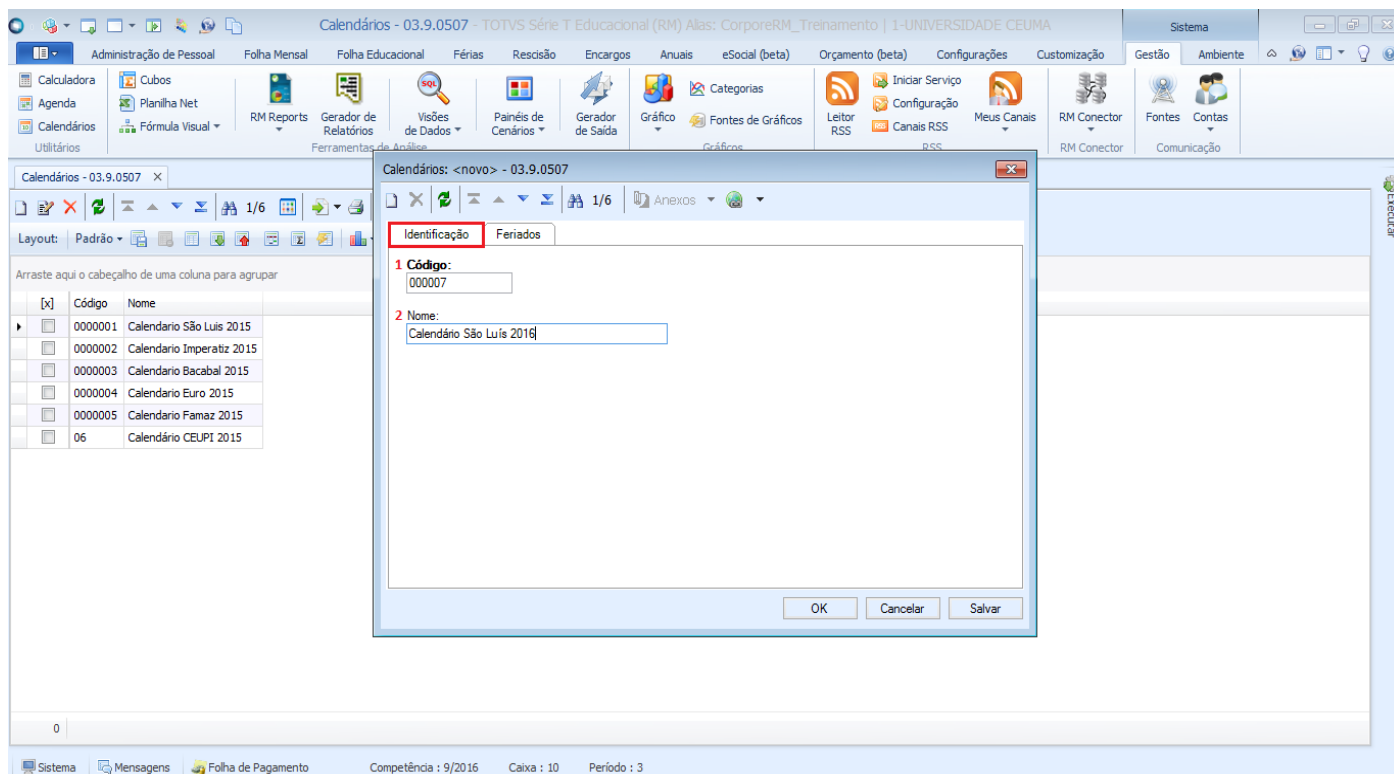 Calendários - 03.9.0507 - TOTVS Série T Educacional (RM) Alias: CorporeRM_Treinamento | 1-UNIVERSIDADE CEUMA
Sistema
Administração de Pessoal Folha Mensal Folha Educacional Férias Rescisão Encargos Anuais eSocial (beta) Orçamento (beta) Configurações Customização Gestão Ambiente
Calculadora
Agenda
Calendários
Utilitários
Cubos
Planilha Net
Fórmula Visual
RM Reports
Gerador de
Relatórios
SQL
Visões
de Dados
Painéis de
Cenários
Gerador
de Saída
Ferramentas de Análise
Gráfico
Categorias
Fontes de Gráficos
Gráficos
Leitor
RSS
Iniciar Serviço
Configuração
Canais RSS
Meus Canais
RSS
RM Conector
RM Conector
Fontes
Contas
Comunicação
Calendários - 03.9.0507
1/6
Layout: Padrão
Arraste aqui o cabeçalho de uma coluna para agrupar
[x] Código Nome
0000001 Calendario São Luis 2015
0000002 Calendario Imperatiz 2015
0000003 Calendario Bacabal 2015
0000004 Calendario Euro 2015
0000005 Calendario Famaz 2015
06 Calendário CEUPI 2015
0
Calendários: <novo> - 03.9.0507
1/6 Anexos
Identificação Feriados
1 Código:
000007
2 Nome:
Calendário São Luís 2016
OK Cancelar Salvar
Executar
Sistema Mensagens Folha de Pagamento Competência : 9/2016 Caixa : 10 Período : 3